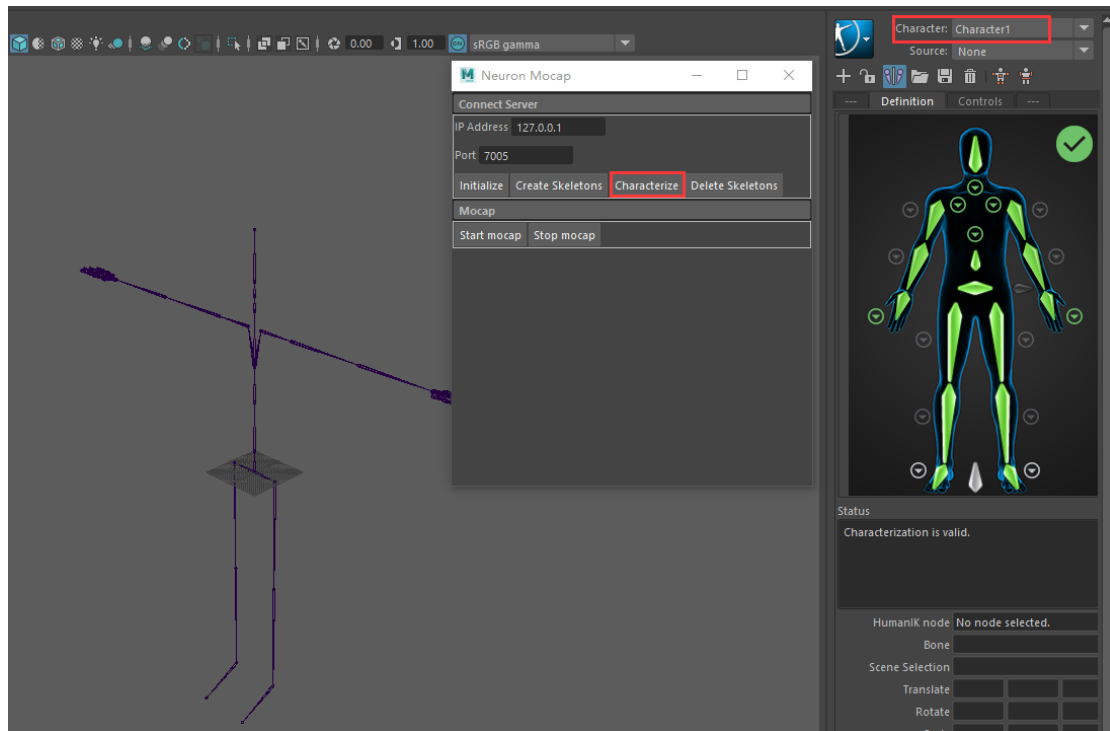 Character: Character1
Source: None
0.00
1.00
sRGB gamma
Neuron Mocap
Connect Server
IP Address 127.0.0.1
Port 7005
Initialize Create Skeletons Characterize Delete Skeletons
Mocap
Start mocap Stop mocap
--- Definition Controls ---
Status
Characterization is valid.
HumanIK node No node selected.
Bone
Scene Selection
Translate
Rotate